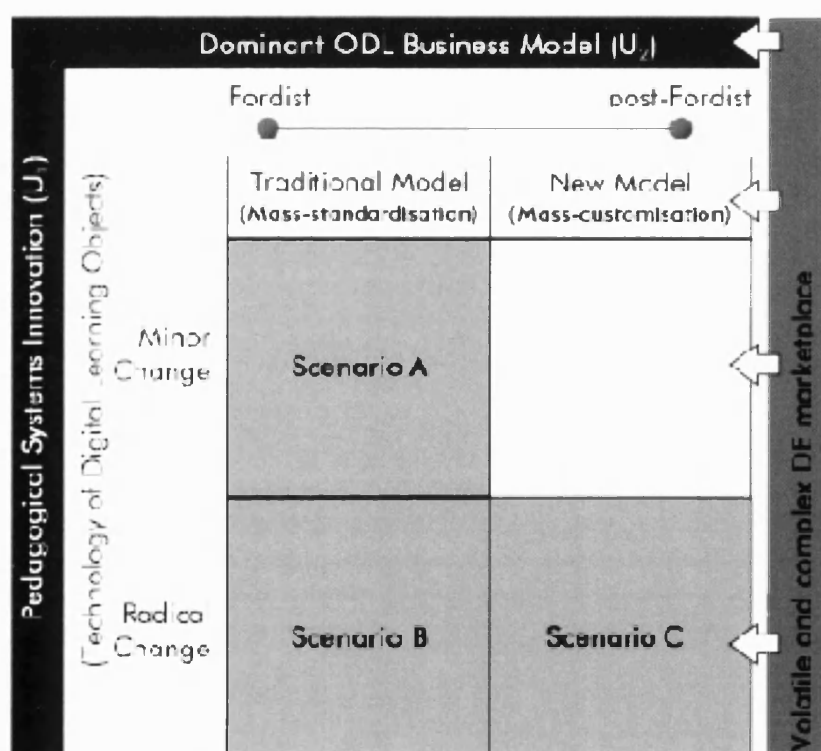 Dominant ODL Business Model (U₂)
Fordist
post-Fordist
Traditional Model
(Mass-standardisation)
New Model
(Mass-customisation)
Pedagogical Systems Innovation (U₁)
(Technology of Digital Learning Objects)
Minor
Change
Scenario A
Radical
Change
Scenario B
Scenario C
Volatile and complex DE marketplace